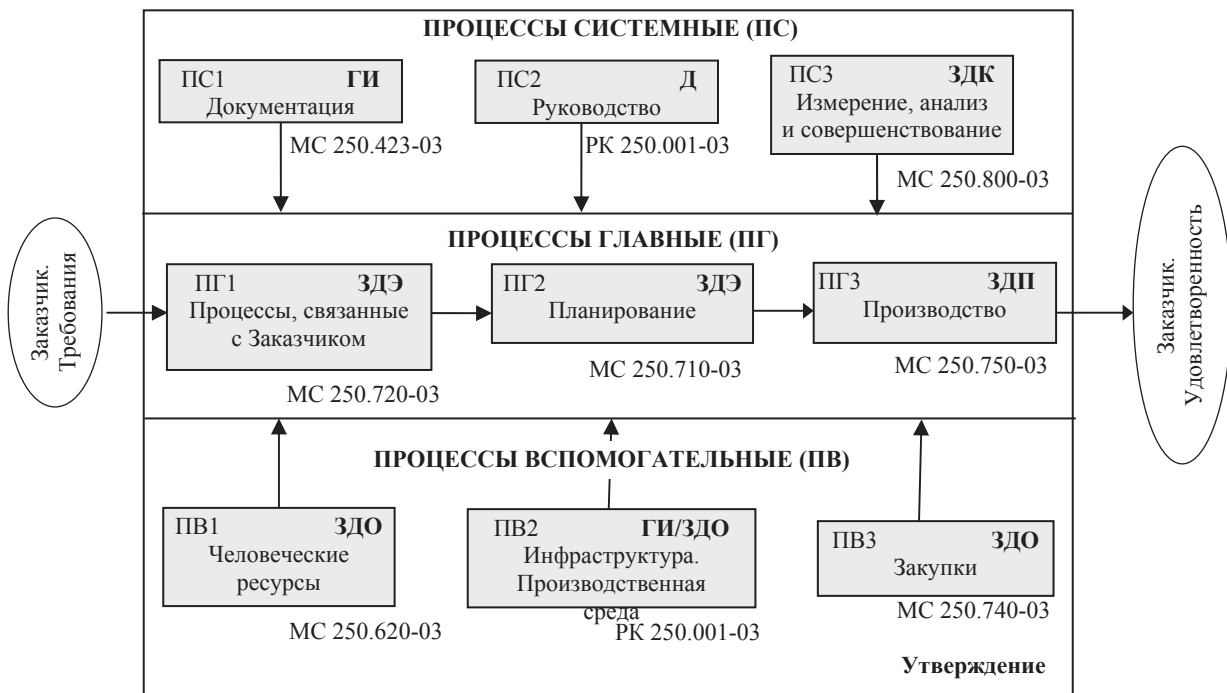 ПРОЦЕССЫ СИСТЕМНЫЕ (ПС)
ПС1 ГИ
Документация
МС 250.423-03
ПС2 Д
Руководство
РК 250.001-03
ПС3 ЗДК
Измерение, анализ
и совершенствование
МС 250.800-03
Заказчик.
Требования
ПРОЦЕССЫ ГЛАВНЫЕ (ПГ)
ПГ1 ЗДЭ
Процессы, связанные
с Заказчиком
МС 250.720-03
ПГ2 ЗДЭ
Планирование
МС 250.710-03
ПГ3 ЗДП
Производство
МС 250.750-03
Заказчик.
Удовлетворенность
ПРОЦЕССЫ ВСПОМОГАТЕЛЬНЫЕ (ПВ)
ПВ1 ЗДО
Человеческие
ресурсы
МС 250.620-03
ПВ2 ГИ/ЗДО
Инфраструктура.
Производственная
среда
РК 250.001-03
ПВ3 ЗДО
Закупки
МС 250.740-03
Утверждение